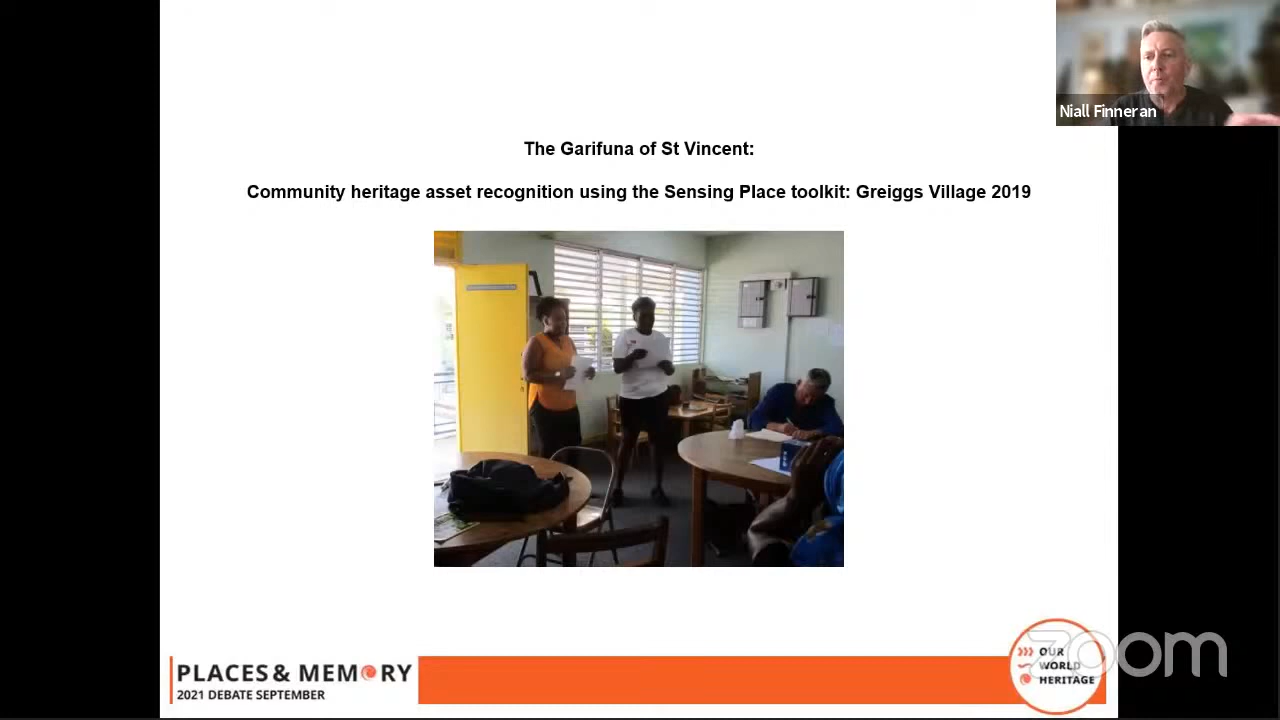 Niall Finneran
The Garifuna of St Vincent:
Community heritage asset recognition using the Sensing Place toolkit: Greiggs Village 2019
PLACES & MEMORY
2021 DEBATE SEPTEMBER
OUR
WORLD
HERITAGE
zoom